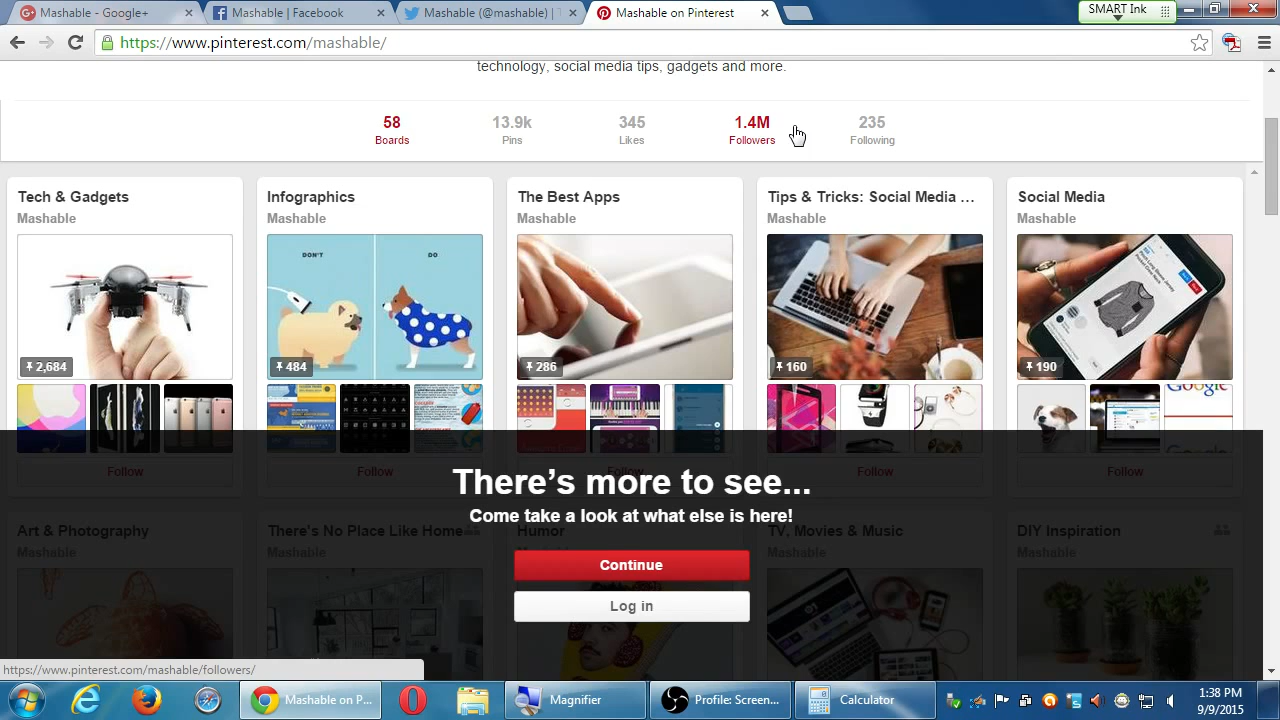 Mashable - Google+
Mashable | Facebook
Mashable (@mashable) | T
Mashable on Pinterest
SMART Ink
https://www.pinterest.com/mashable/
technology, social media tips, gadgets and more.
58
Boards
13.9k
Pins
345
Likes
1.4M
Followers
235
Following
Tech & Gadgets
Mashable
2,684
Follow
Infographics
Mashable
DON'T
DO
484
Follow
The Best Apps
Mashable
286
Follow
Tips & Tricks: Social Media …
Mashable
160
Follow
Social Media
Mashable
190
Google
Follow
There's more to see...
Come take a look at what else is here!
Continue
Log in
Art & Photography
Mashable
There's No Place Like Home
Mashable
Humor
Mashable
TV, Movies & Music
Mashable
DIY Inspiration
Mashable
https://www.pinterest.com/mashable/followers/
Mashable on P...
Magnifier
Profile: Screen...
Calculator
1:38 PM
9/9/2015